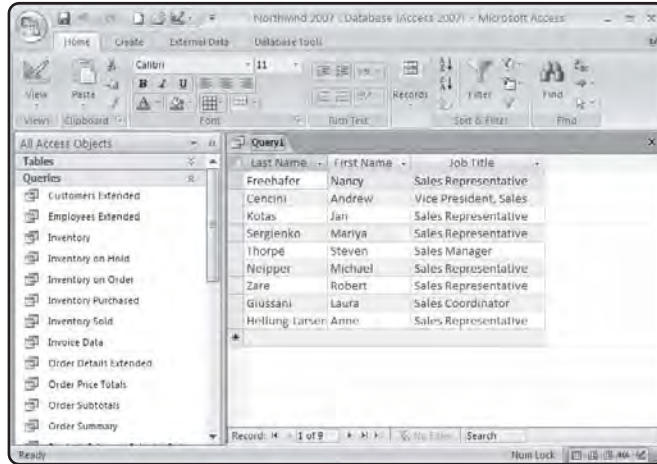 Northwind 2007 : Database (Access 2007) - Microsoft Access
Home Create External Data Database Tools
View
Paste
Calibri 11
B I U
Records
Filter
Find
Views Clipboard Font Rich Text Sort & Filter Find
All Access Objects
Tables
Queries
Customers Extended
Employees Extended
Inventory
Inventory on Hold
Inventory on Order
Inventory Purchased
Inventory Sold
Invoice Data
Order Details Extended
Order Price Totals
Order Subtotals
Order Summary
Query1
Last Name First Name Job Title
Freehafer Nancy Sales Representative
Cencini Andrew Vice President, Sales
Kotas Jan Sales Representative
Sergienko Mariya Sales Representative
Thorpe Steven Sales Manager
Neipper Michael Sales Representative
Zare Robert Sales Representative
Giussani Laura Sales Coordinator
Hellung-Larsen Anne Sales Representative
Record: 1 of 9 No Filter Search
Ready Num Lock